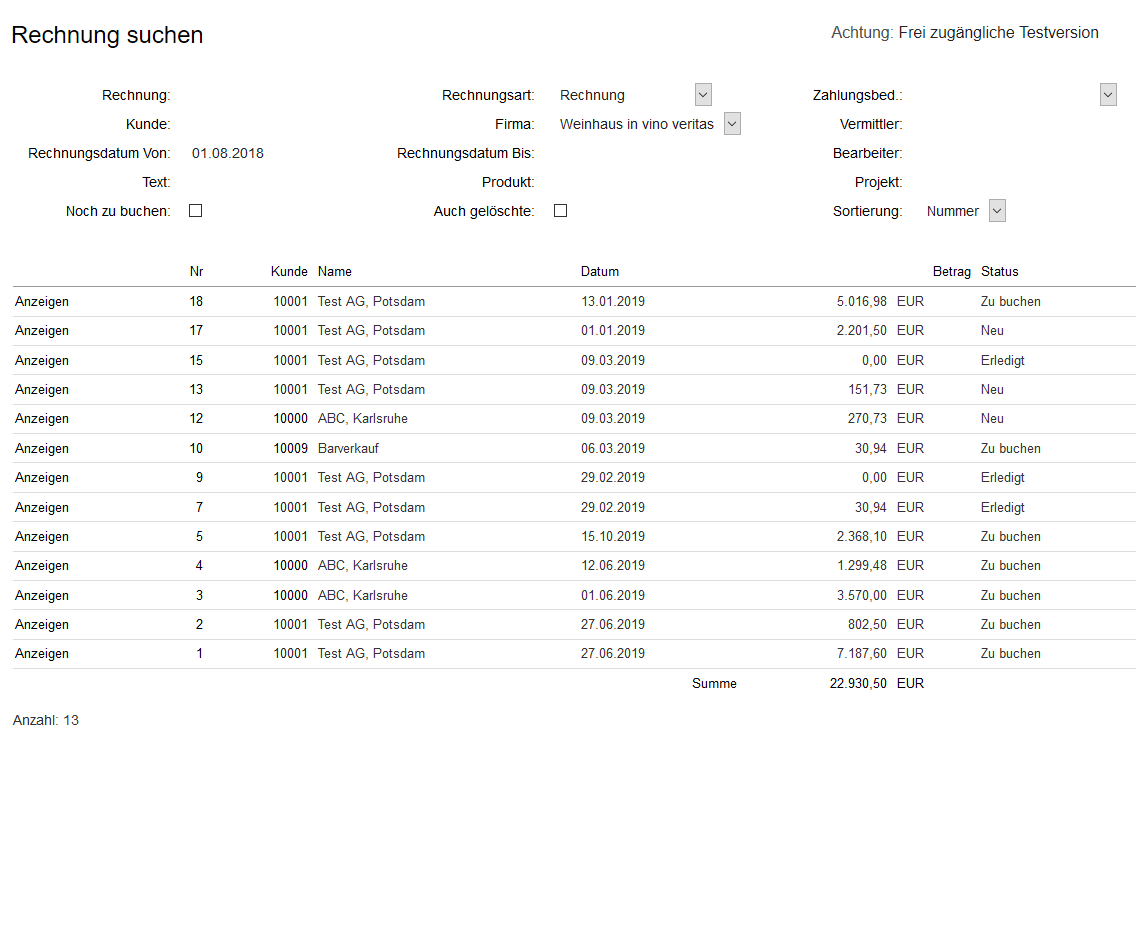 Rechnung suchen Achtung: Frei zugängliche Testversion
Rechnung: Rechnungsart: Rechnung Zahlungsbed.:
Kunde: Firma: Weinhaus in vino veritas Vermittler:
Rechnungsdatum Von: 01.08.2018 Rechnungsdatum Bis: Bearbeiter:
Text: Produkt: Projekt:
Noch zu buchen: Auch gelöschte: Sortierung: Nummer
Nr Kunde Name Datum Betrag Status
Anzeigen 18 10001 Test AG, Potsdam 13.01.2019 5.016,98 EUR Zu buchen
Anzeigen 17 10001 Test AG, Potsdam 01.01.2019 2.201,50 EUR Neu
Anzeigen 15 10001 Test AG, Potsdam 09.03.2019 0,00 EUR Erledigt
Anzeigen 13 10001 Test AG, Potsdam 09.03.2019 151,73 EUR Neu
Anzeigen 12 10000 ABC, Karlsruhe 09.03.2019 270,73 EUR Neu
Anzeigen 10 10009 Barverkauf 06.03.2019 30,94 EUR Zu buchen
Anzeigen 9 10001 Test AG, Potsdam 29.02.2019 0,00 EUR Erledigt
Anzeigen 7 10001 Test AG, Potsdam 29.02.2019 30,94 EUR Erledigt
Anzeigen 5 10001 Test AG, Potsdam 15.10.2019 2.368,10 EUR Zu buchen
Anzeigen 4 10000 ABC, Karlsruhe 12.06.2019 1.299,48 EUR Zu buchen
Anzeigen 3 10000 ABC, Karlsruhe 01.06.2019 3.570,00 EUR Zu buchen
Anzeigen 2 10001 Test AG, Potsdam 27.06.2019 802,50 EUR Zu buchen
Anzeigen 1 10001 Test AG, Potsdam 27.06.2019 7.187,60 EUR Zu buchen
Summe 22.930,50 EUR
Anzahl: 13